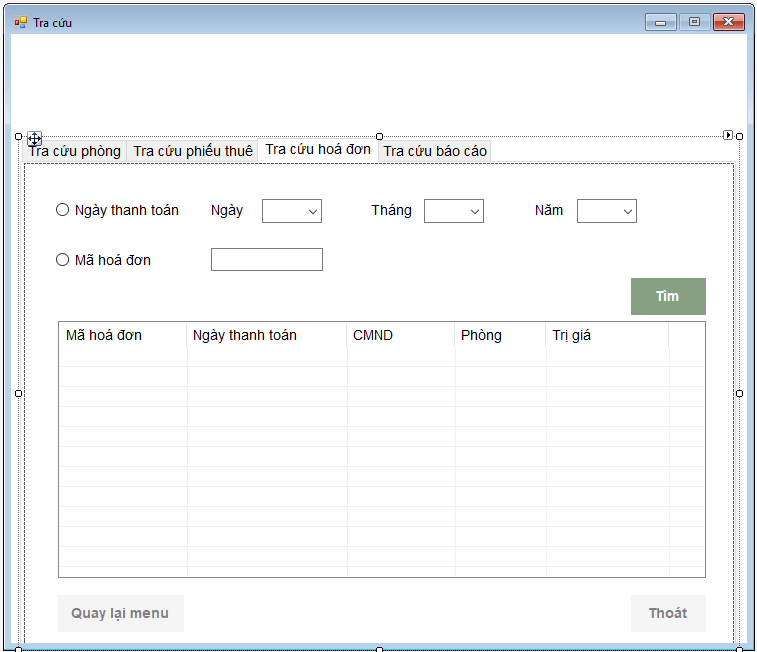 Tra cứu
Tra cứu phòng Tra cứu phiếu thuê Tra cứu hoá đơn Tra cứu báo cáo
Ngày thanh toán Ngày Tháng Năm
Mã hoá đơn
Tìm
Mã hoá đơn Ngày thanh toán CMND Phòng Trị giá
Quay lại menu Thoát